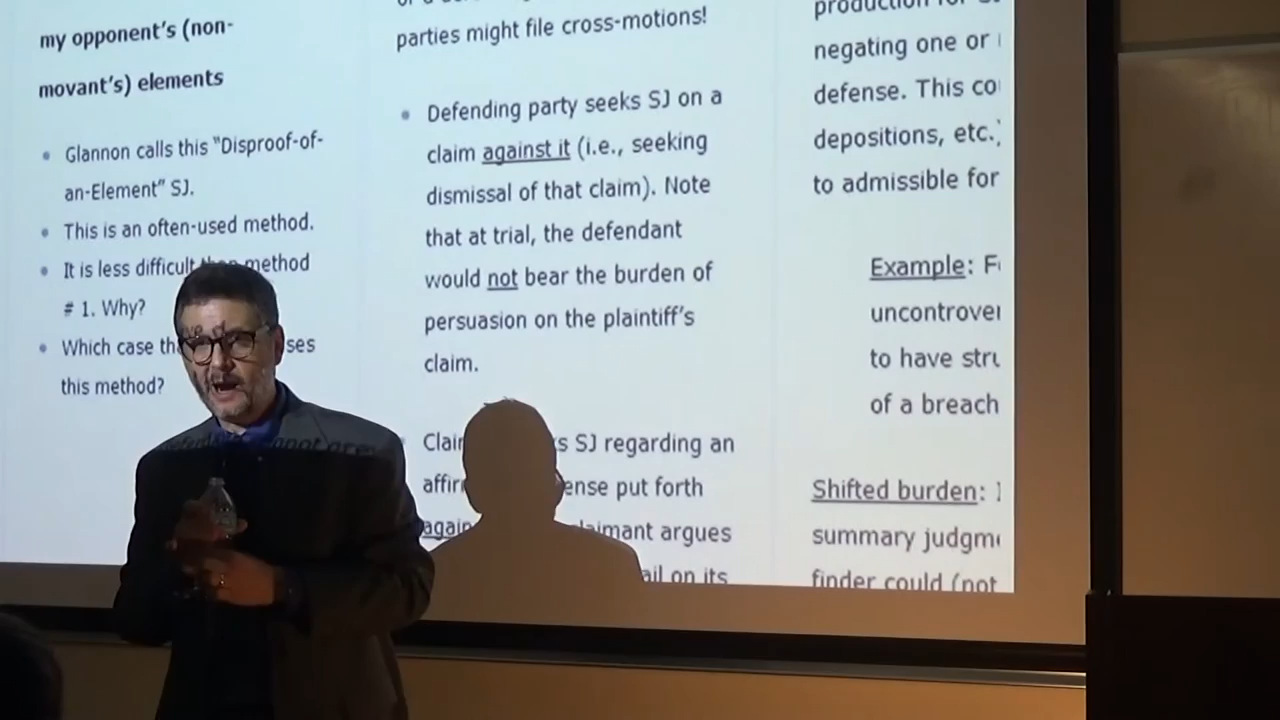 my opponent's (non-
movant's) elements
Glannon calls this "Disproof-of-
an-Element" SJ.
This is an often-used method.
It is less difficult than method
# 1. Why?
Which case th ses
this method?
parties might file cross-motions!
Defending party seeks SJ on a
claim against it (i.e., seeking
dismissal of that claim). Note
that at trial, the defendant
would not bear the burden of
persuasion on the plaintiff's
claim.
Clai s SJ regarding an
affir ense put forth
again laimant argues
ail on its
production for
negating one or
defense. This co
depositions, etc.)
to admissible for
Example: F
uncontrover
to have stru
of a breach
Shifted burden:
summary judgm
finder could (not